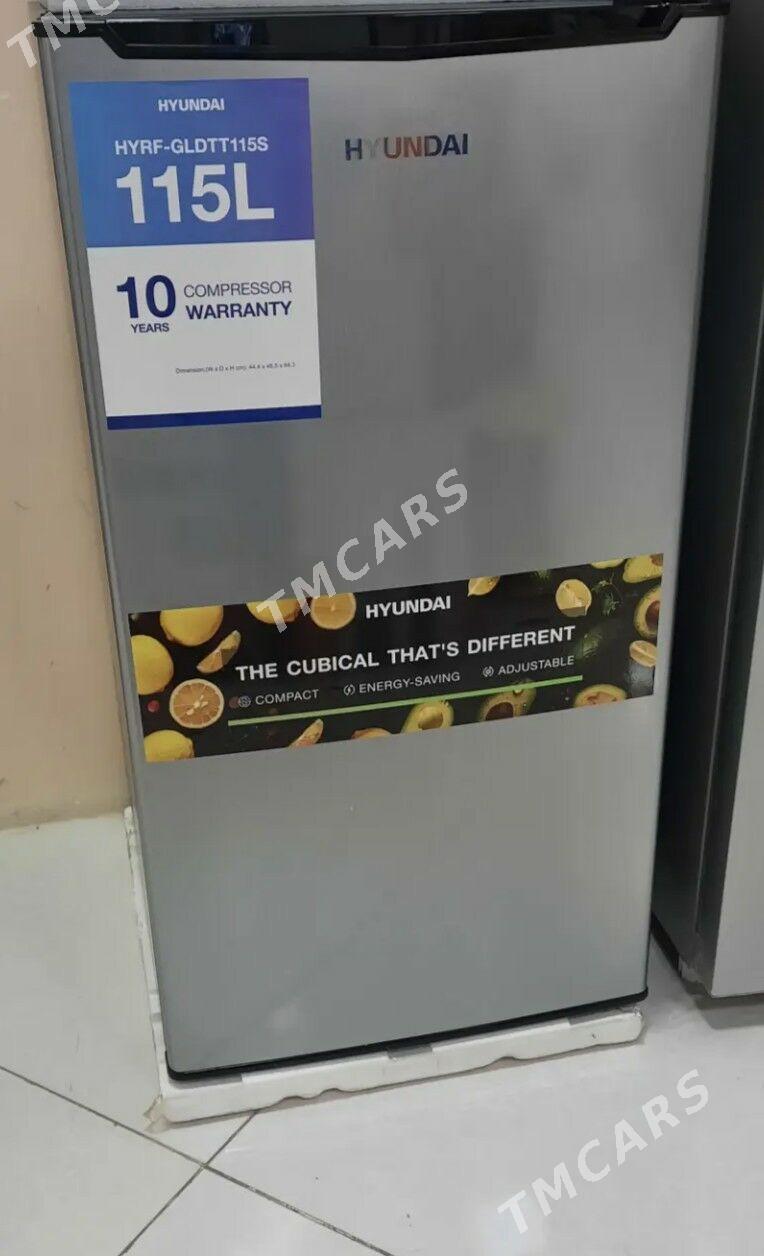 TMCARS
HYUNDAI
HYRF-GLDTT115S
115L
HYUNDAI
10 YEARS
COMPRESSOR
WARRANTY
TMCARS
HYUNDAI
THE CUBICAL THAT'S DIFFERENT
COMPACT ENERGY-SAVING ADJUSTABLE
TMCARS